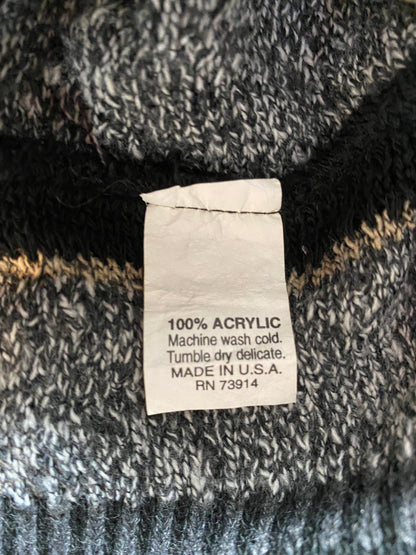 100% ACRYLIC
Machine wash cold.
Tumble dry delicate.
MADE IN U.S.A.
RN 73914